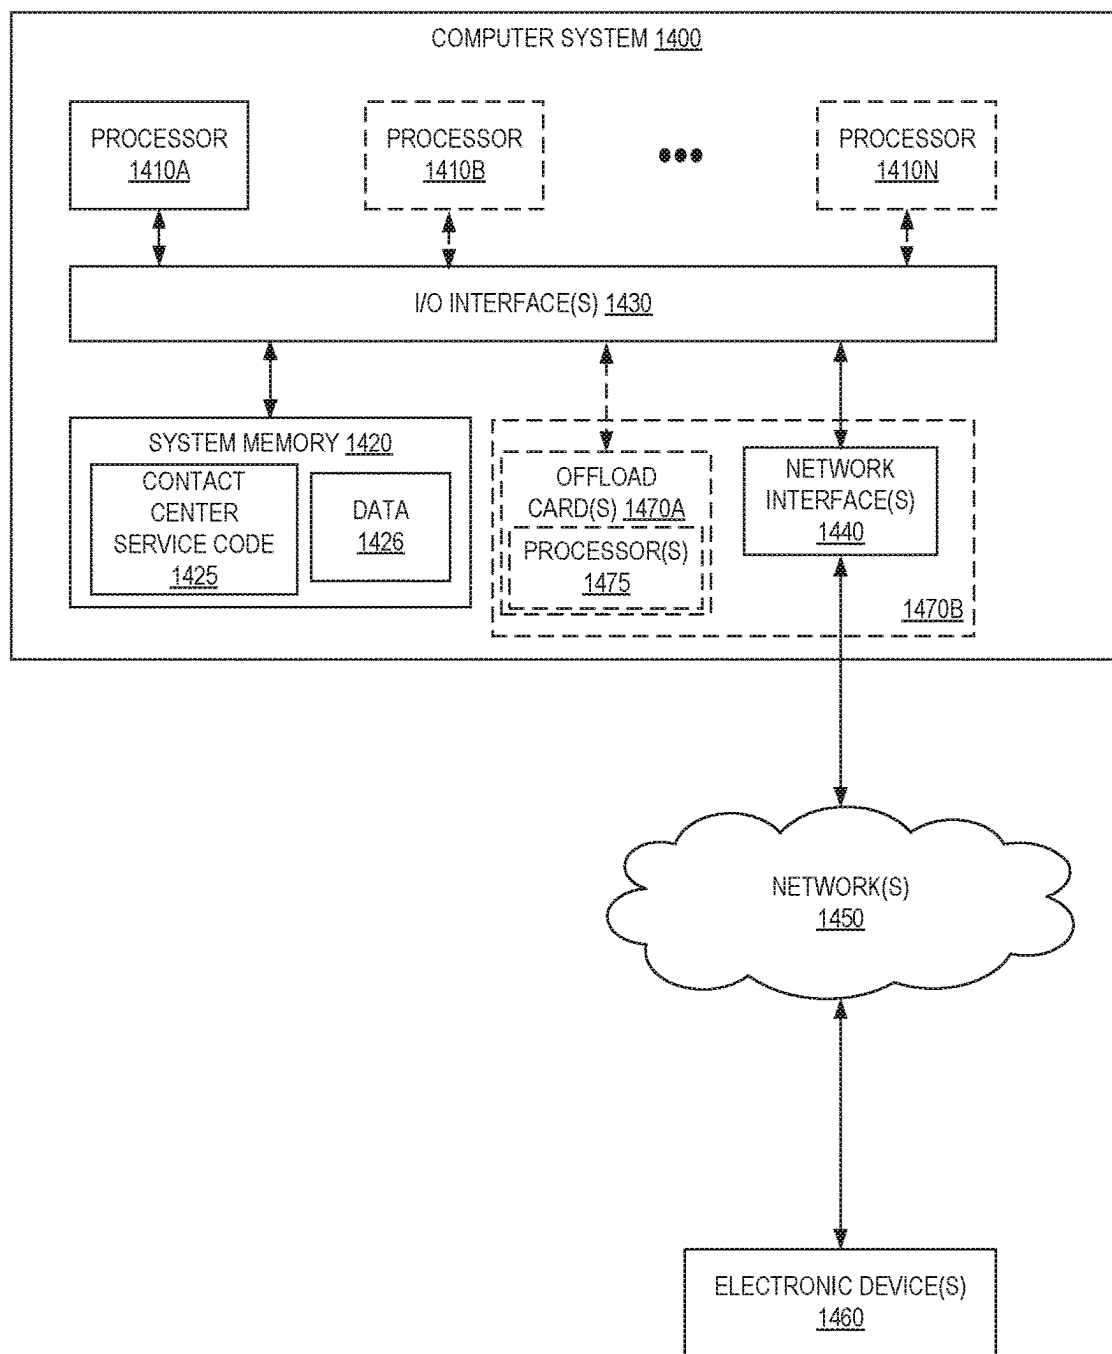 COMPUTER SYSTEM 1400
PROCESSOR
1410A
PROCESSOR
1410B
PROCESSOR
1410N
I/O INTERFACE(S) 1430
SYSTEM MEMORY 1420
CONTACT
CENTER
SERVICE CODE
1425
DATA
1426
OFFLOAD
CARD(S) 1470A
PROCESSOR(S)
1475
NETWORK
INTERFACE(S)
1440
1470B
NETWORK(S)
1450
ELECTRONIC DEVICE(S)
1460